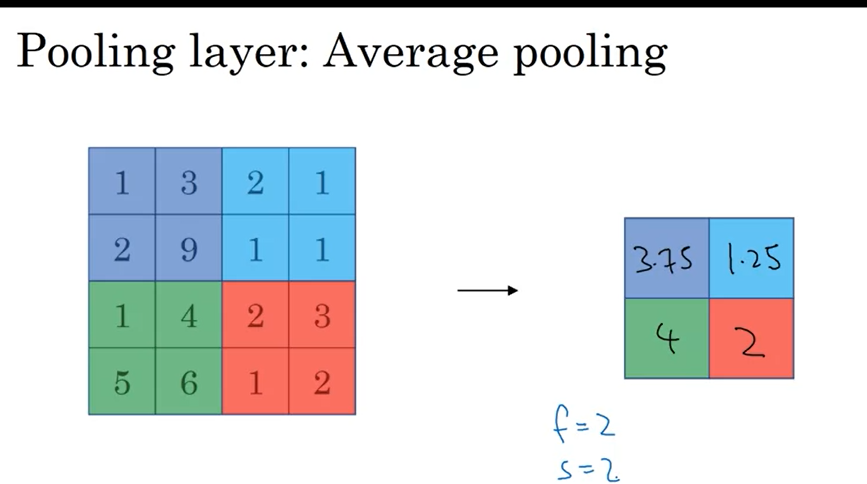 Pooling layer: Average pooling
1 3 2 1
2 9 1 1
1 4 2 3
5 6 1 2
3.75 1.25
4 2
f=2
s=2